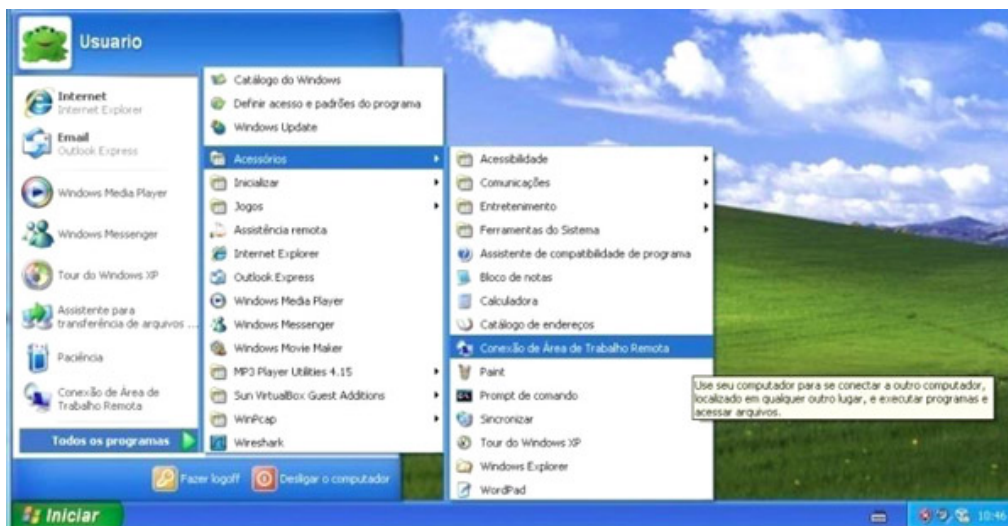 Usuario
Internet
Internet Explorer
Email
Outlook Express
Windows Media Player
Windows Messenger
Tour do Windows XP
Assistente para
transferência de arquivos ...
Paciência
Conexão de Área de
Trabalho Remota
Todos os programas
Catálogo do Windows
Definir acesso e padrões do programa
Windows Update
Acessórios
Inicializar
Jogos
Assistência remota
Internet Explorer
Outlook Express
Windows Media Player
Windows Messenger
Windows Movie Maker
MP3 Player Utilities 4.15
Sun VirtualBox Guest Additions
WinPcap
Wireshark
Acessibilidade
Comunicações
Entretenimento
Ferramentas do Sistema
Assistente de compatibilidade de programa
Bloco de notas
Calculadora
Catálogo de endereços
Conexão de Área de Trabalho Remota
Paint
Prompt de comando
Sincronizar
Tour do Windows XP
Windows Explorer
WordPad
Use seu computador para se conectar a outro computador,
localizado em qualquer outro lugar, e executar programas e
acessar arquivos.
Fazer logoff
Desligar o computador
Iniciar
10:46